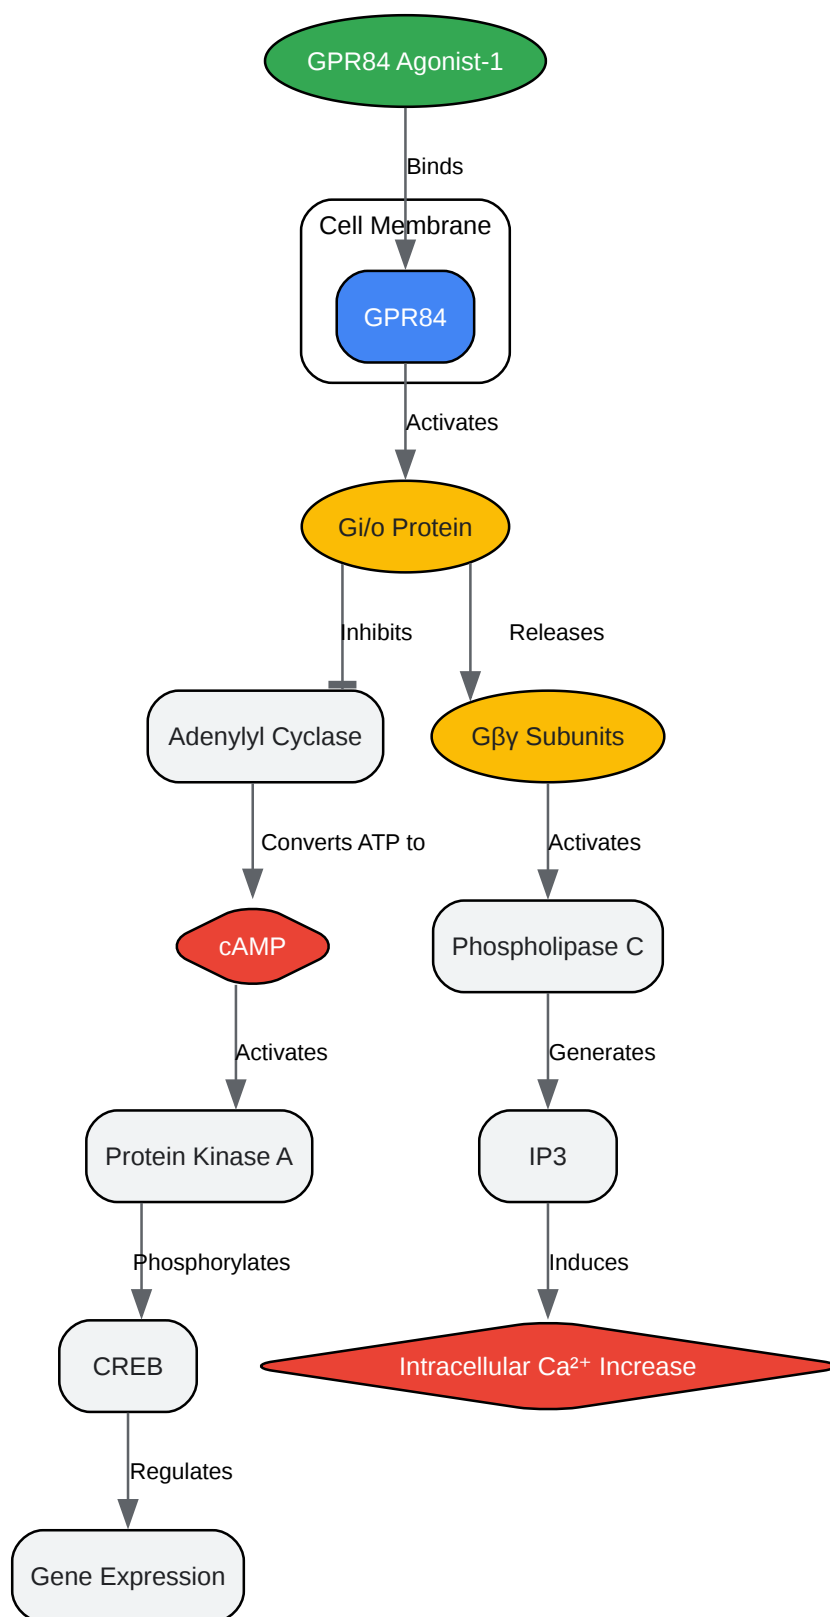 GPR84 Agonist-1
Binds
Cell Membrane
GPR84
Activates
Gi/o Protein
Inhibits
Releases
Adenylyl Cyclase
Gβγ Subunits
Converts ATP to
Activates
cAMP
Phospholipase C
Activates
Generates
Protein Kinase A
IP3
Phosphorylates
Induces
CREB
Intracellular Ca²⁺ Increase
Regulates
Gene Expression